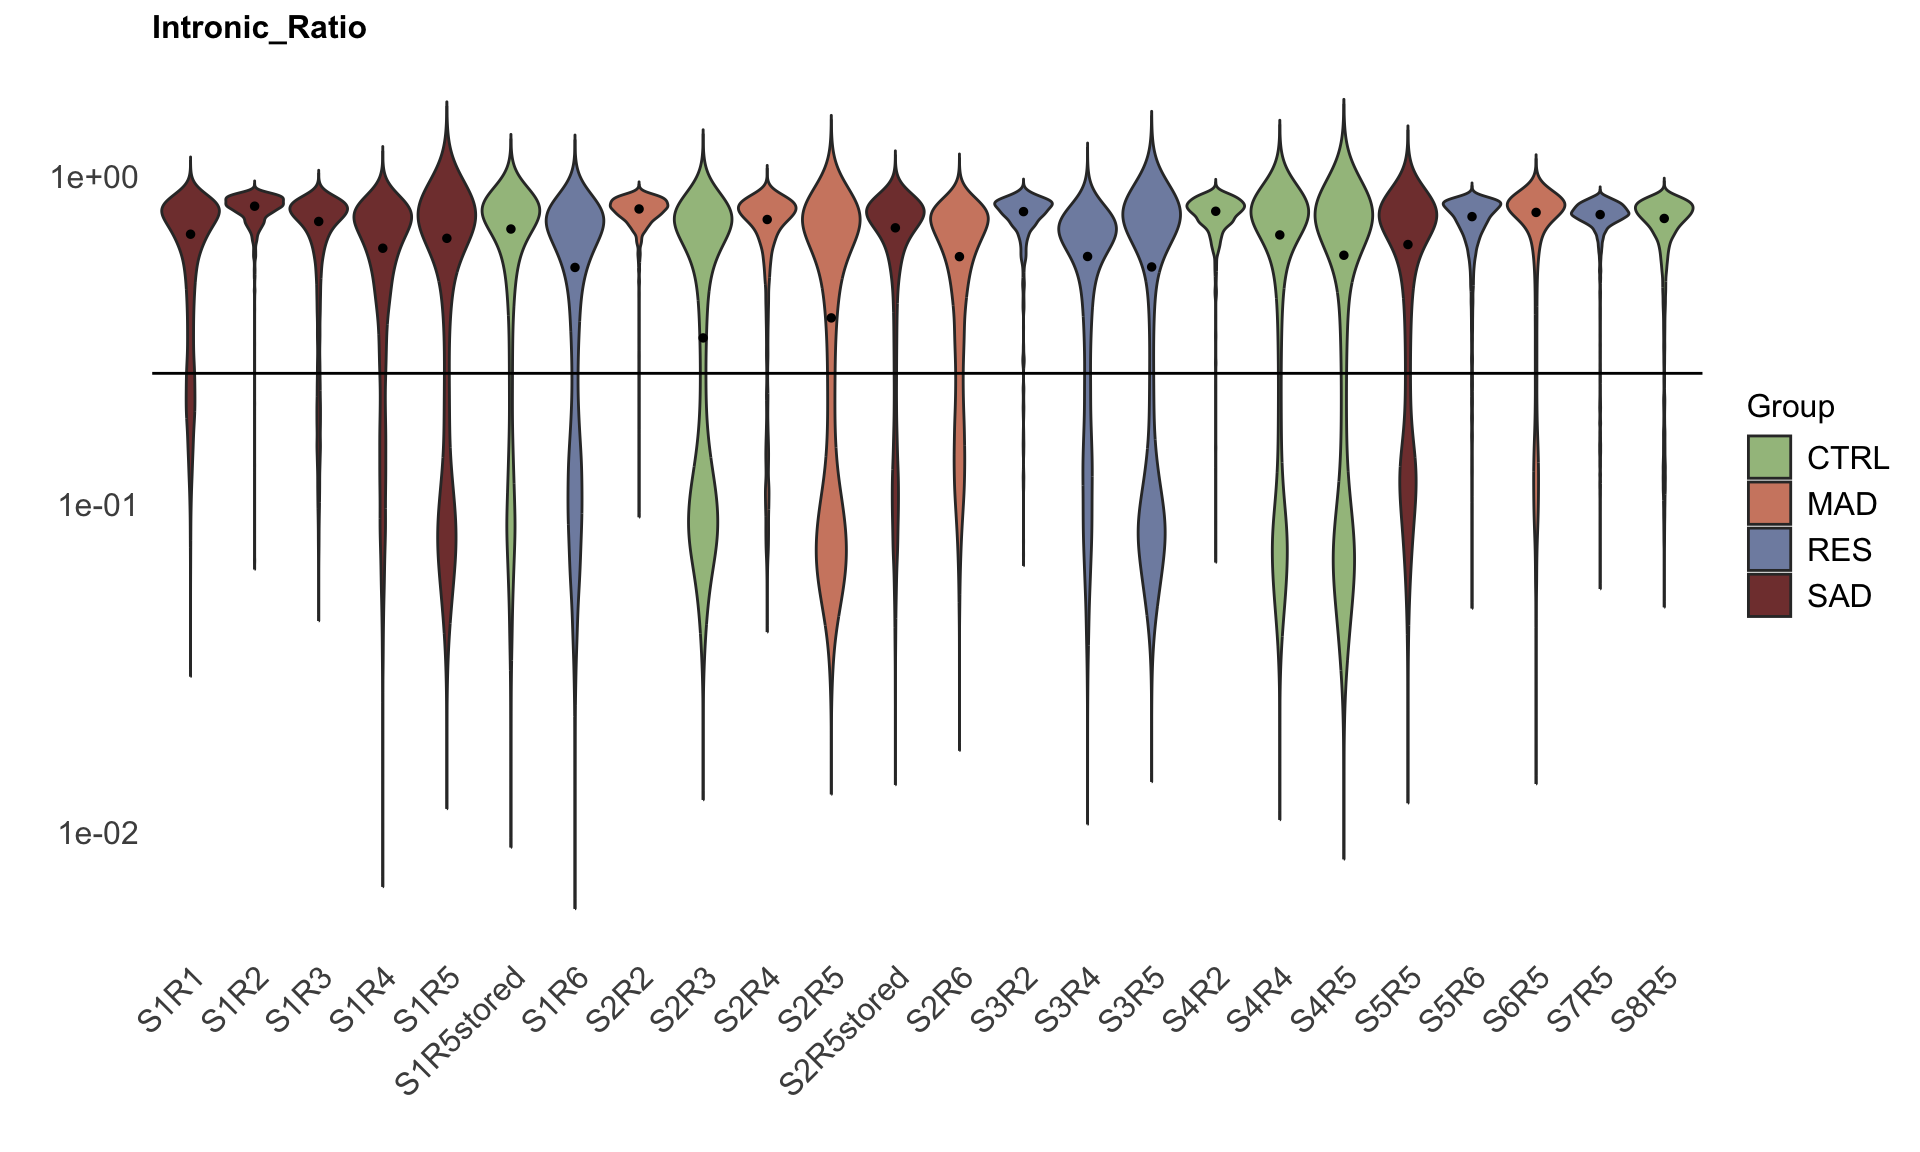 Intronic_Ratio
1e+00
1e-01
1e-02
S1R1
S1R2
S1R3
S1R4
S1R5
S1R5stored
S1R6
S2R2
S2R3
S2R4
S2R5
S2R5stored
S2R6
S3R2
S3R4
S3R5
S4R2
S4R4
S4R5
S5R5
S5R6
S6R5
S7R5
S8R5
Group
CTRL
MAD
RES
SAD